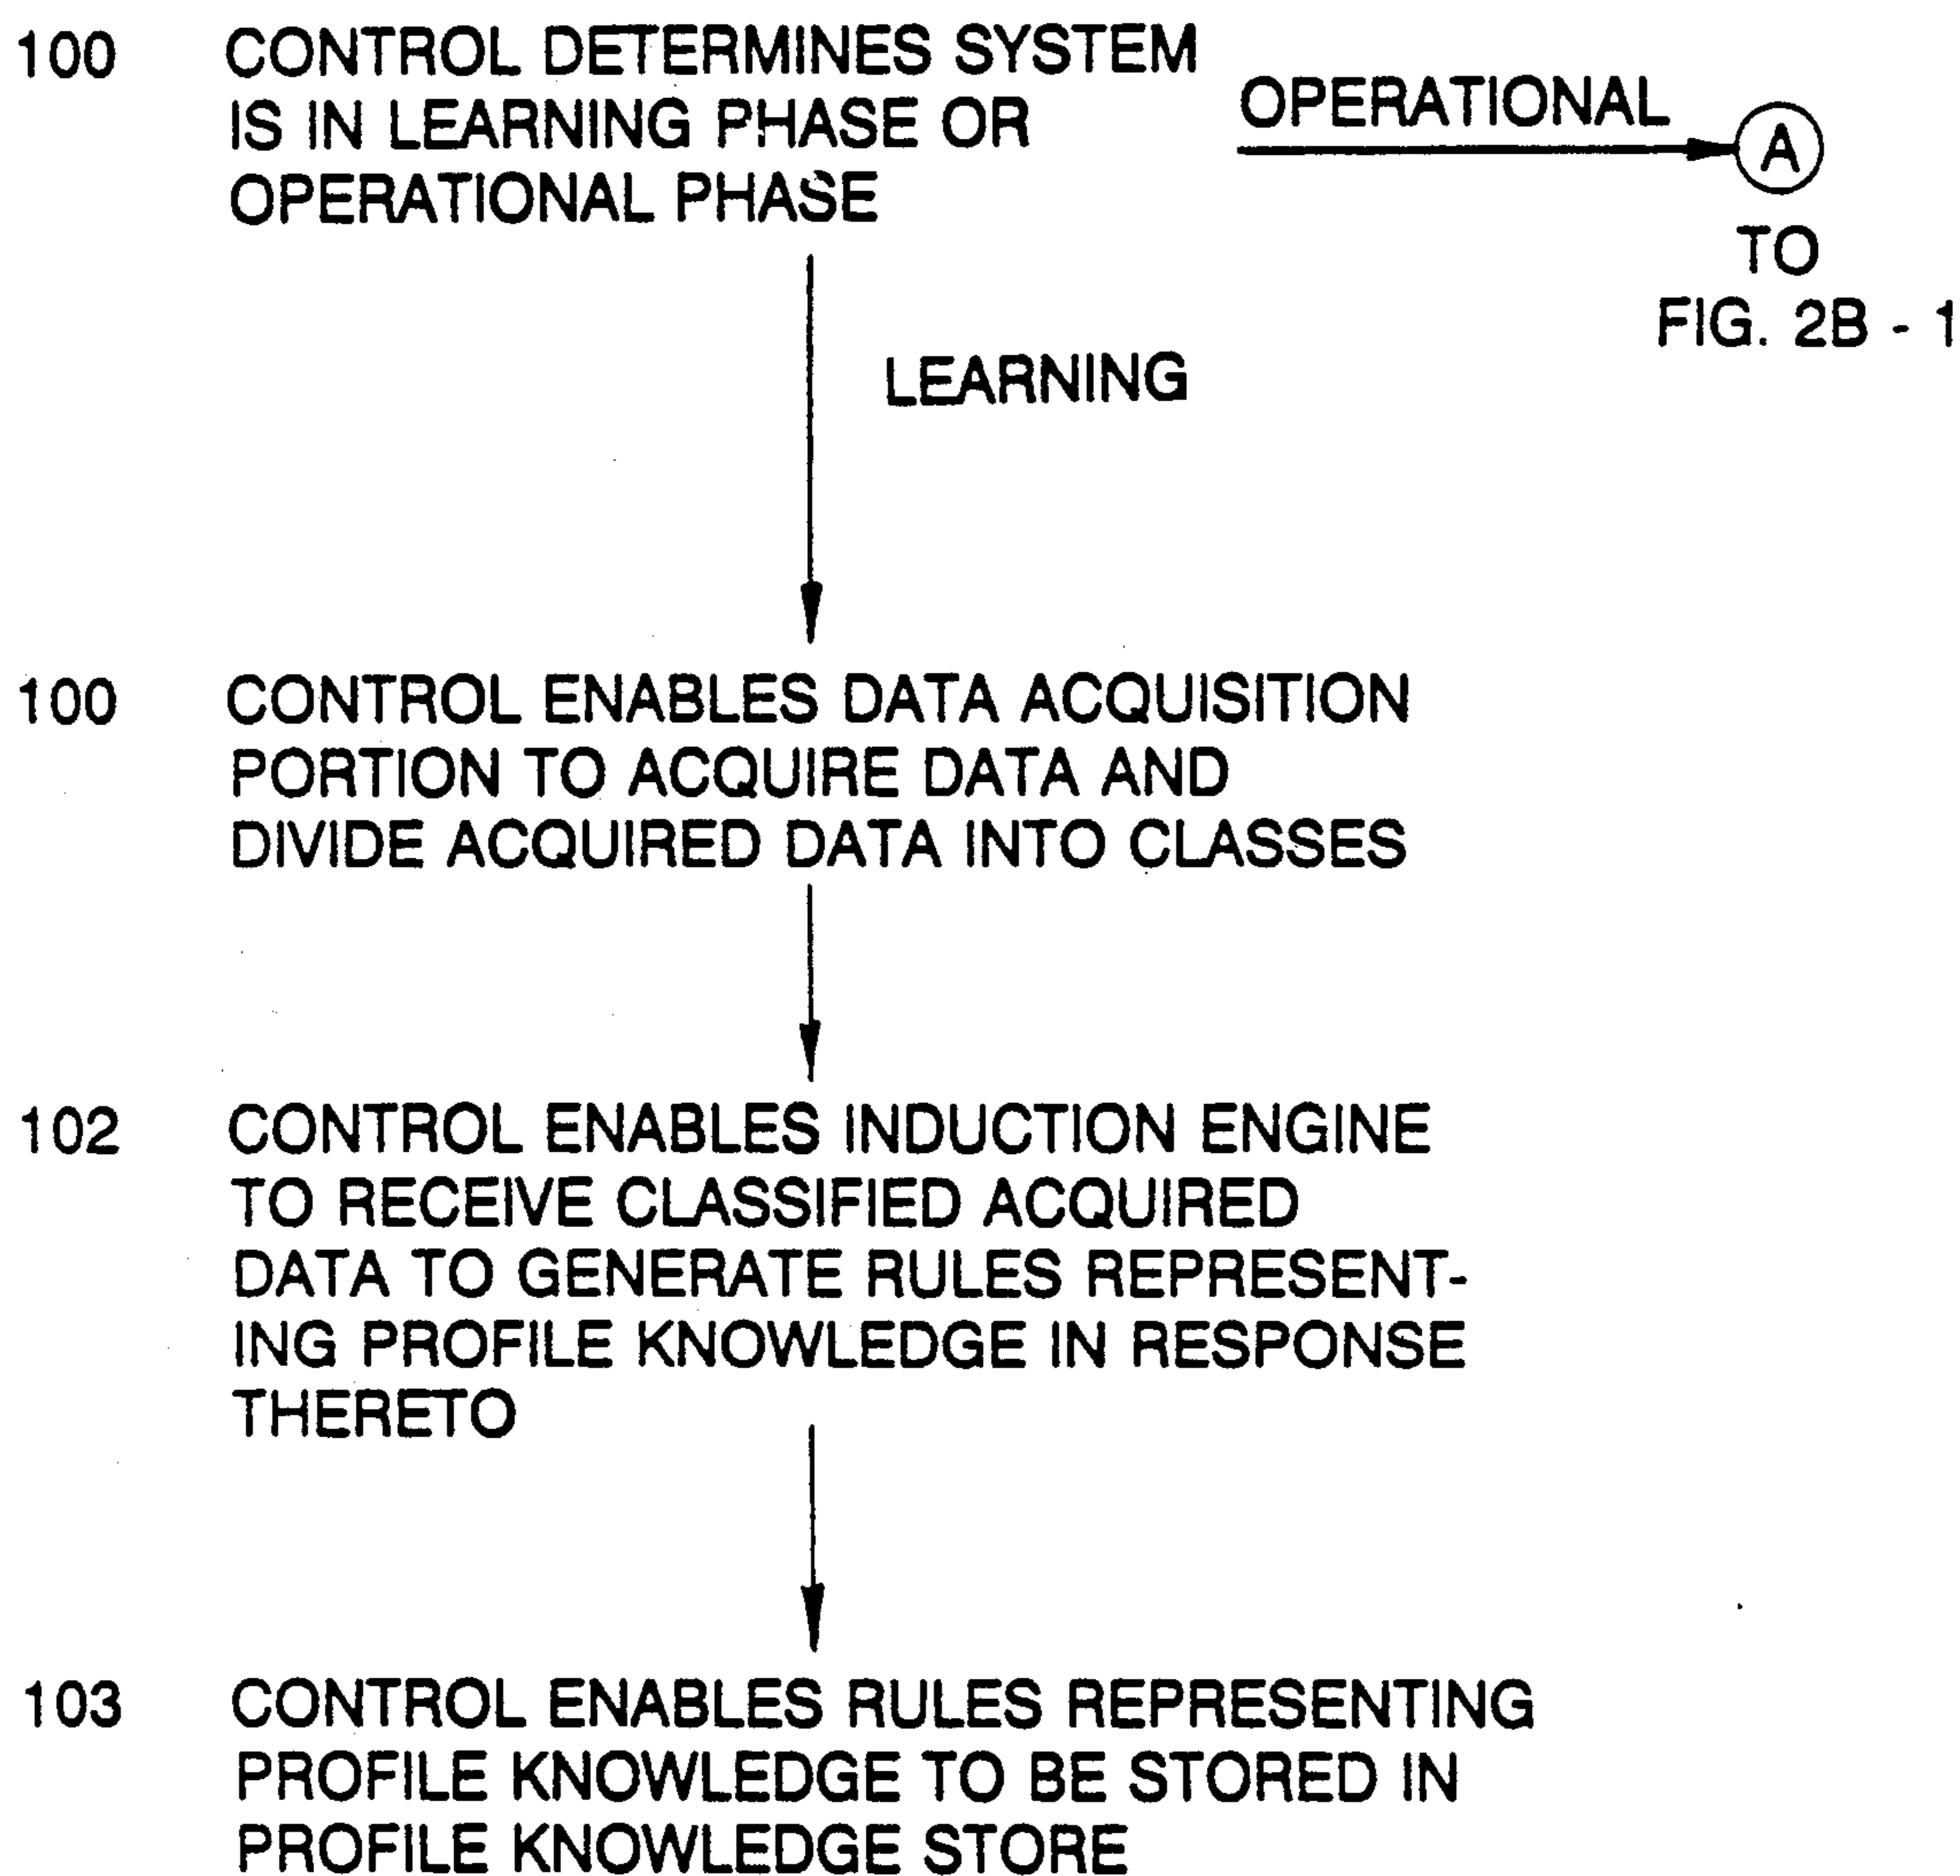 100 CONTROL DETERMINES SYSTEM
IS IN LEARNING PHASE OR
OPERATIONAL PHASE
OPERATIONAL
A
TO
FIG. 2B - 1
LEARNING
100 CONTROL ENABLES DATA ACQUISITION
PORTION TO ACQUIRE DATA AND
DIVIDE ACQUIRED DATA INTO CLASSES
102 CONTROL ENABLES INDUCTION ENGINE
TO RECEIVE CLASSIFIED ACQUIRED
DATA TO GENERATE RULES REPRESENT-
ING PROFILE KNOWLEDGE IN RESPONSE
THERETO
103 CONTROL ENABLES RULES REPRESENTING
PROFILE KNOWLEDGE TO BE STORED IN
PROFILE KNOWLEDGE STORE